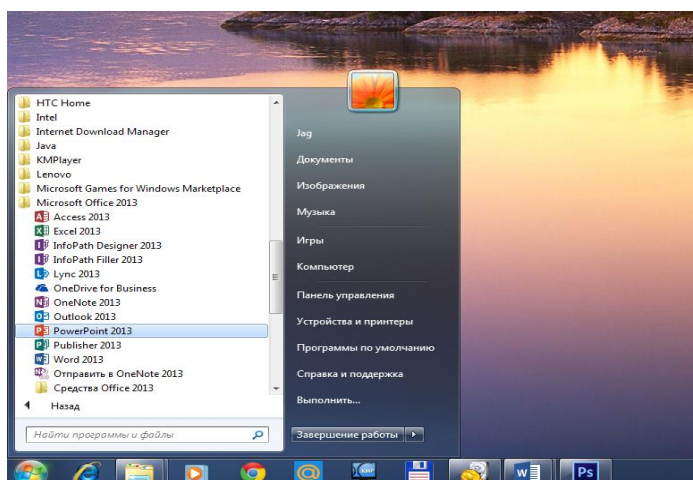 HTC Home
Intel
Internet Download Manager
Java
KMPlayer
Lenovo
Microsoft Games for Windows Marketplace
Microsoft Office 2013
Access 2013
Excel 2013
InfoPath Designer 2013
InfoPath Filler 2013
Lync 2013
OneDrive for Business
OneNote 2013
Outlook 2013
PowerPoint 2013
Publisher 2013
Word 2013
Отправить в OneNote 2013
Средства Office 2013
Назад
Найти программы и файлы
Jag
Документы
Изображения
Музыка
Игры
Компьютер
Панель управления
Устройства и принтеры
Программы по умолчанию
Справка и поддержка
Выполнить...
Завершение работы
Ps